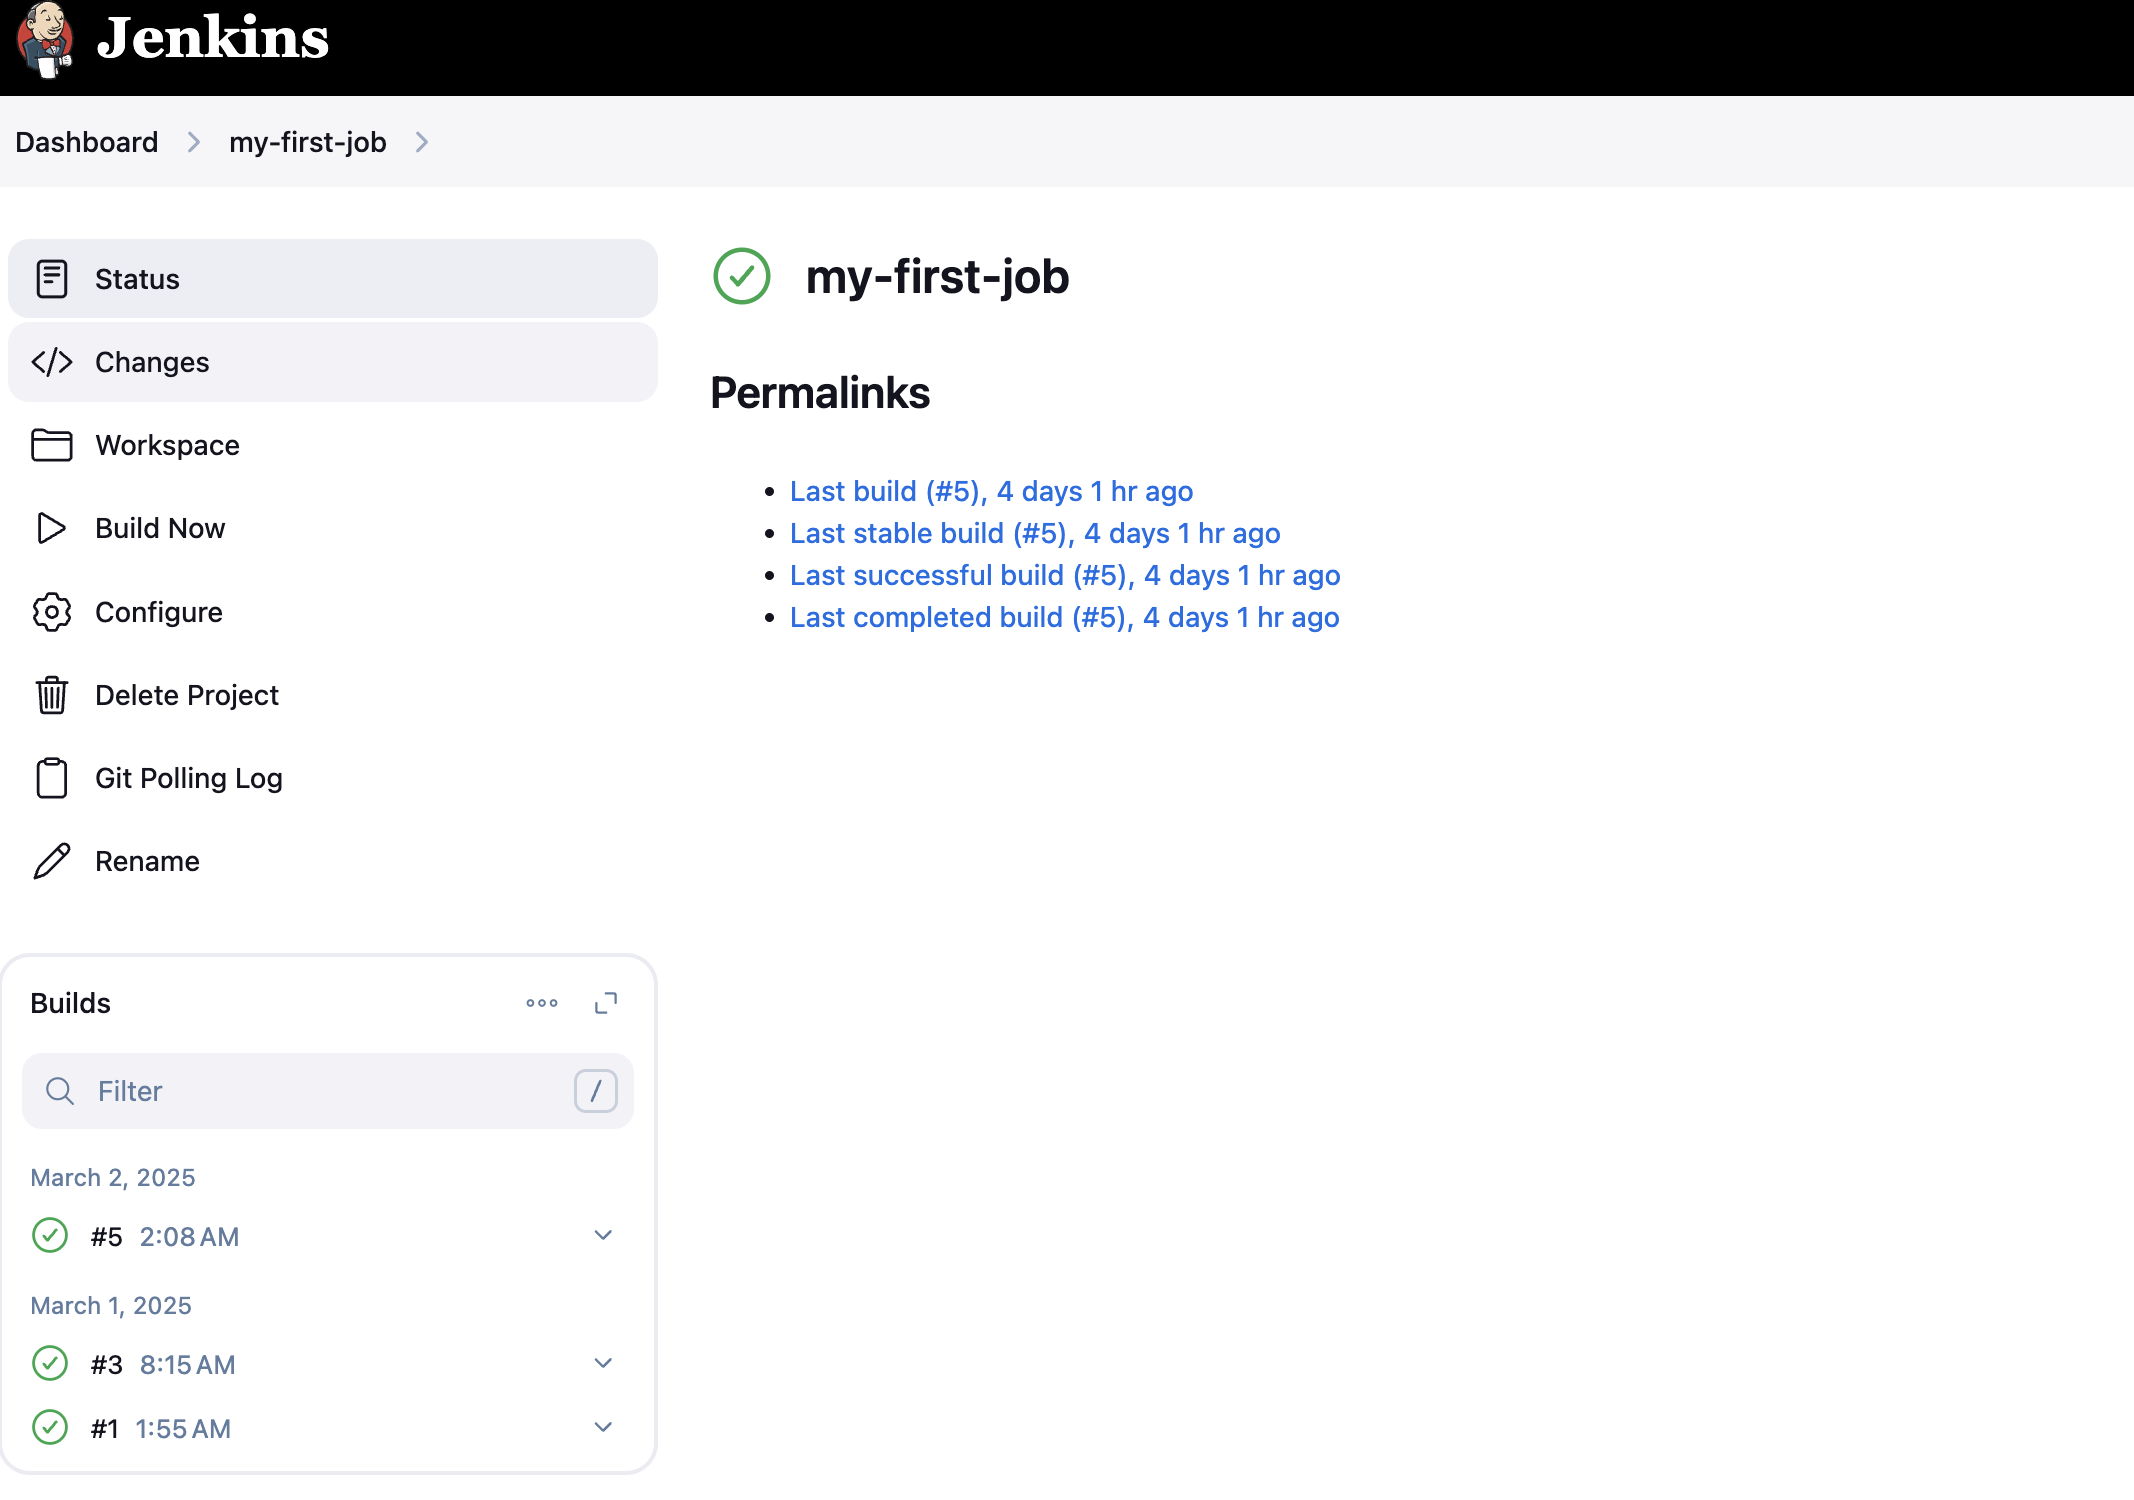 Jenkins
Dashboard
my-first-job
Status
Changes
Workspace
Build Now
Configure
Delete Project
Git Polling Log
Rename
my-first-job
Permalinks
Last build (#5), 4 days 1 hr ago
Last stable build (#5), 4 days 1 hr ago
Last successful build (#5), 4 days 1 hr ago
Last completed build (#5), 4 days 1 hr ago
Builds
Filter /
March 2, 2025
#5 2:08 AM
March 1, 2025
#3 8:15 AM
#1 1:55 AM